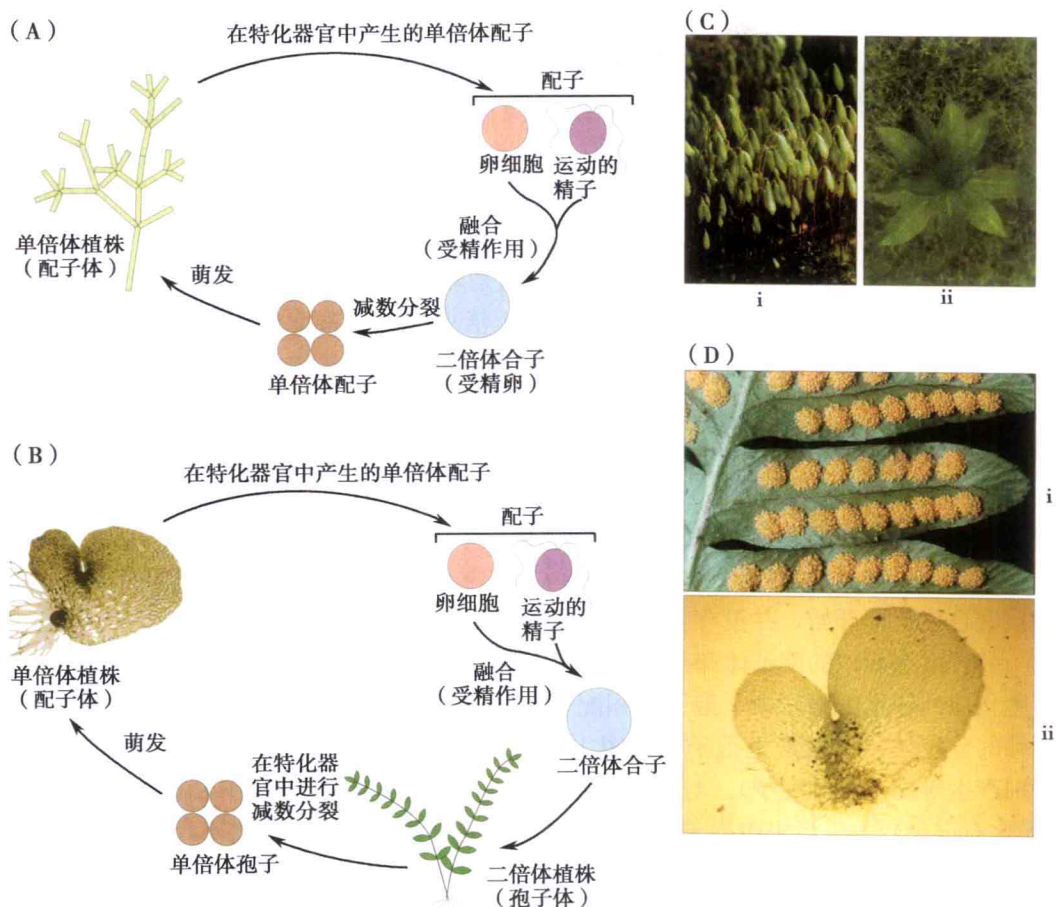 (A)
在特化器官中产生的单倍体配子
配子
卵细胞
运动的
精子
融合
(受精作用)
单倍体植株
(配子体)
萌发
减数分裂
单倍体配子
二倍体合子
(受精卵)
(B)
在特化器官中产生的单倍体配子
配子
卵细胞
运动的
精子
融合
(受精作用)
单倍体植株
(配子体)
二倍体合子
萌发
在特化器
官中进行
减数分裂
单倍体孢子
二倍体植株
(孢子体)
(C)
i
ii
(D)
i
ii